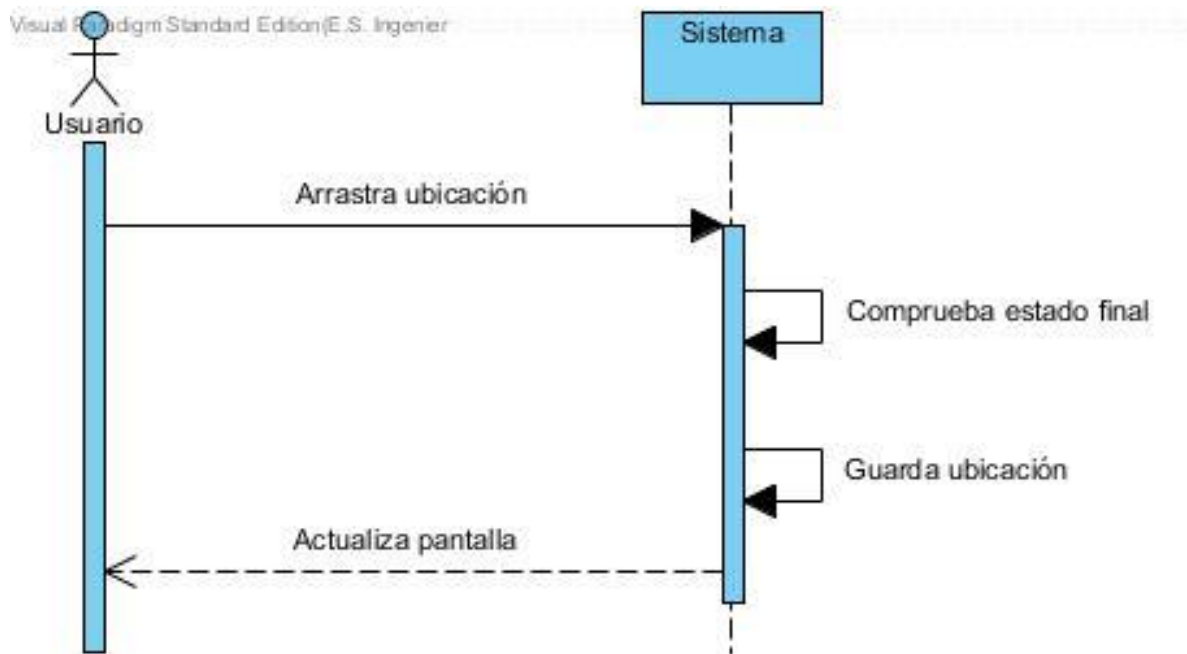 Visual Paradigm Standard Edition(E.S. Ingenier
Sistema
Usuario
Arrastra ubicación
Comprueba estado final
Guarda ubicación
Actualiza pantalla